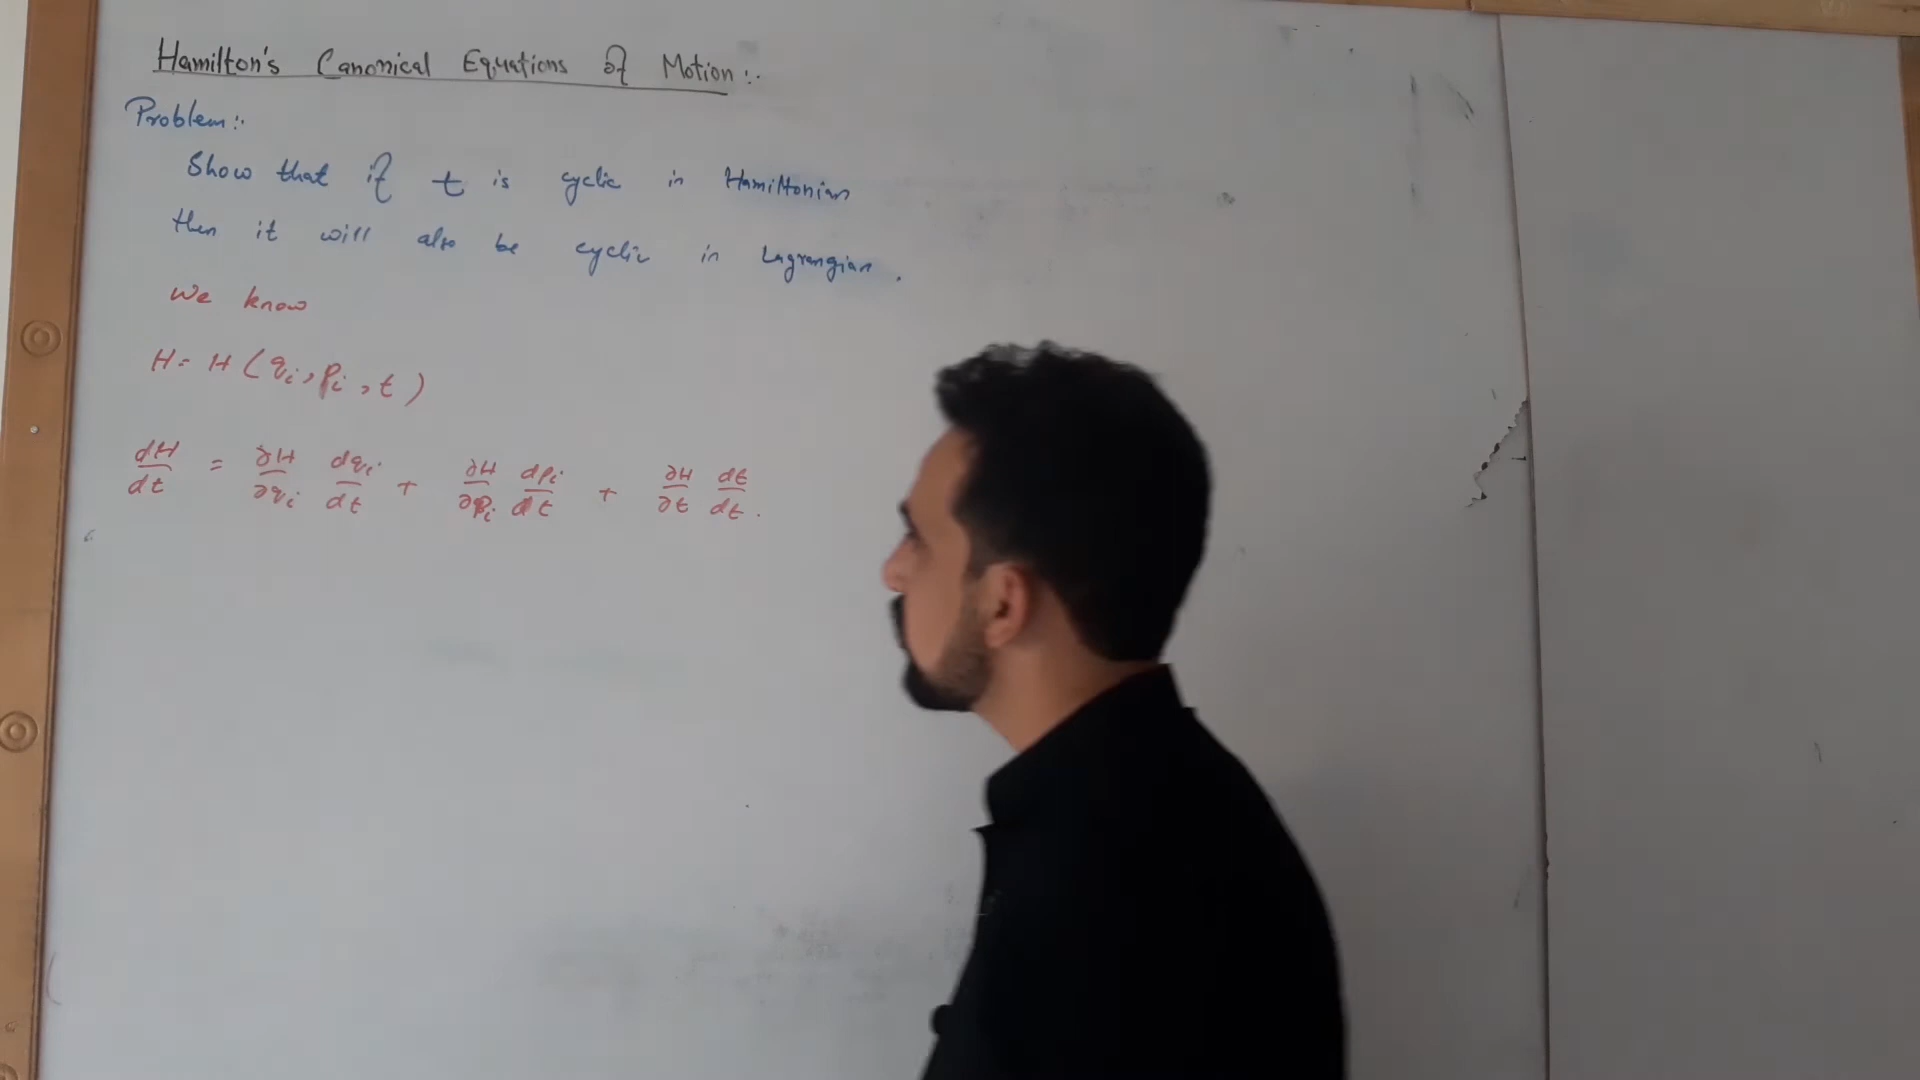 Hamilton's Canonical Equations of Motion :.
Problem :.
Show that if t is cyclic in Hamiltonian
then it will also be cyclic in Lagrangian .
We know
H = H ( qi , pi , t )
dH/dt = ∂H/∂qi dqi/dt + ∂H/∂pi dpi/dt + ∂H/∂t dt/dt .